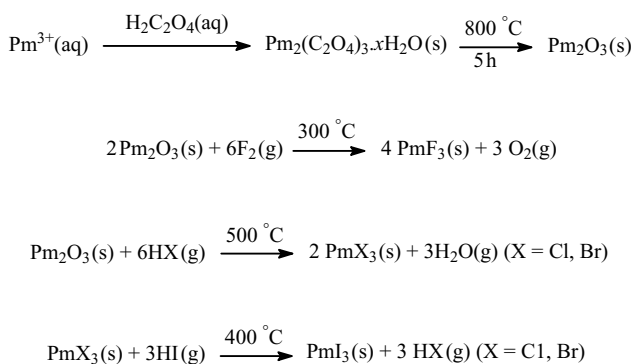 Pm³⁺(aq) H₂C₂O₄(aq) Pm₂(C₂O₄)₃.xH₂O(s) 800 °C 5h Pm₂O₃(s)
2Pm₂O₃(s) + 6F₂(g) 300 °C 4 PmF₃(s) + 3 O₂(g)
Pm₂O₃(s) + 6HX(g) 500 °C 2 PmX₃(s) + 3H₂O(g) (X = Cl, Br)
PmX₃(s) + 3HI(g) 400 °C PmI₃(s) + 3 HX(g) (X = C1, Br)